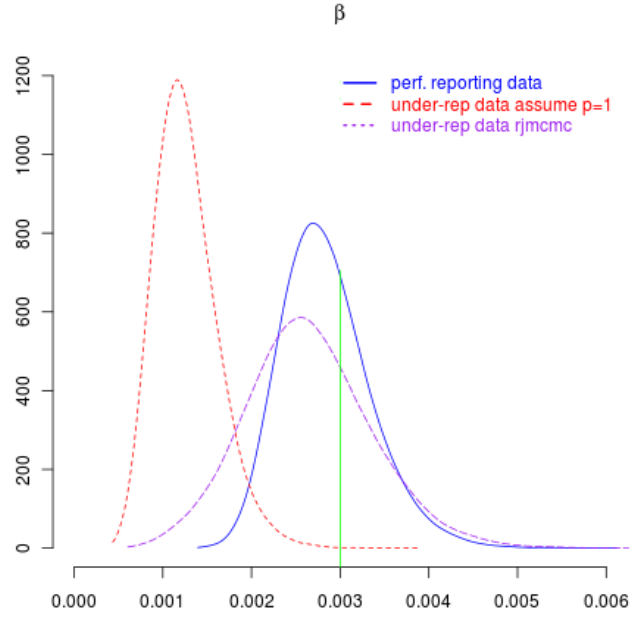 β
1200
1000
800
600
400
200
0
perf. reporting data
under-rep data assume p=1
under-rep data rjmcmc
0.000 0.001 0.002 0.003 0.004 0.005 0.006